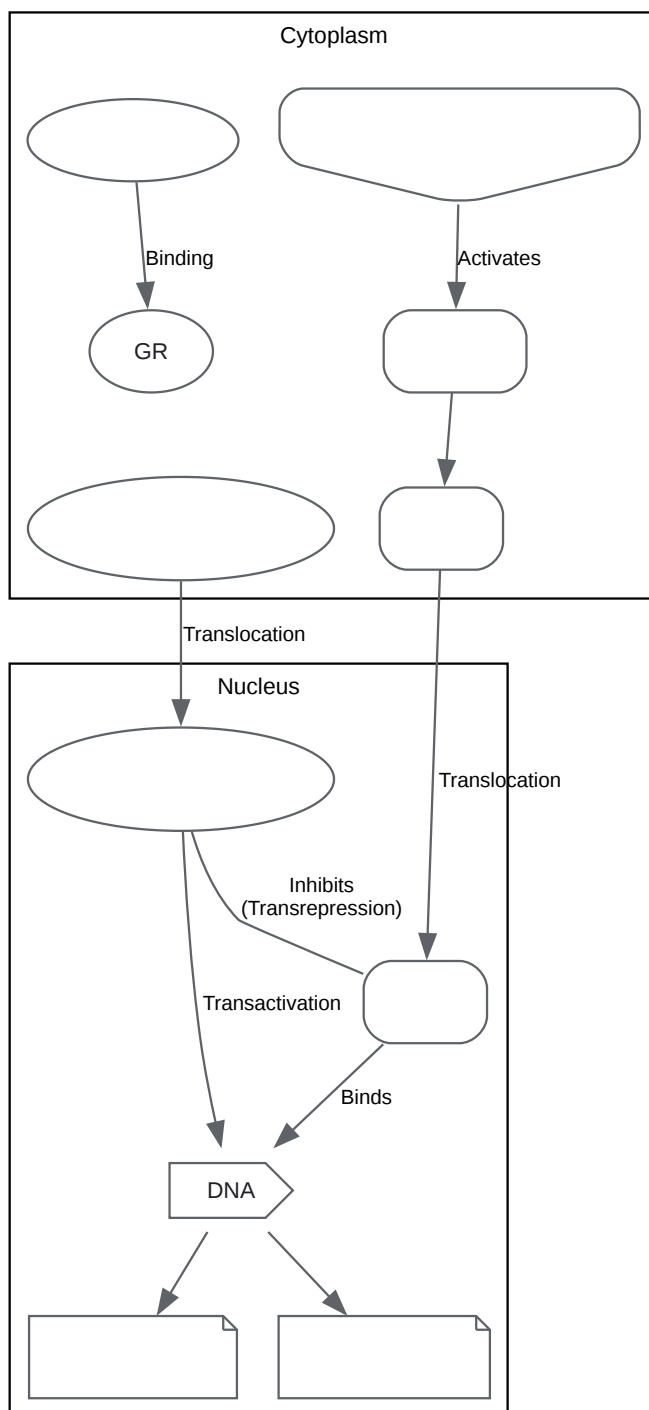 Cytoplasm
Binding
Activates
GR
Translocation
Nucleus
Translocation
Inhibits
(Transrepression)
Transactivation
Binds
DNA